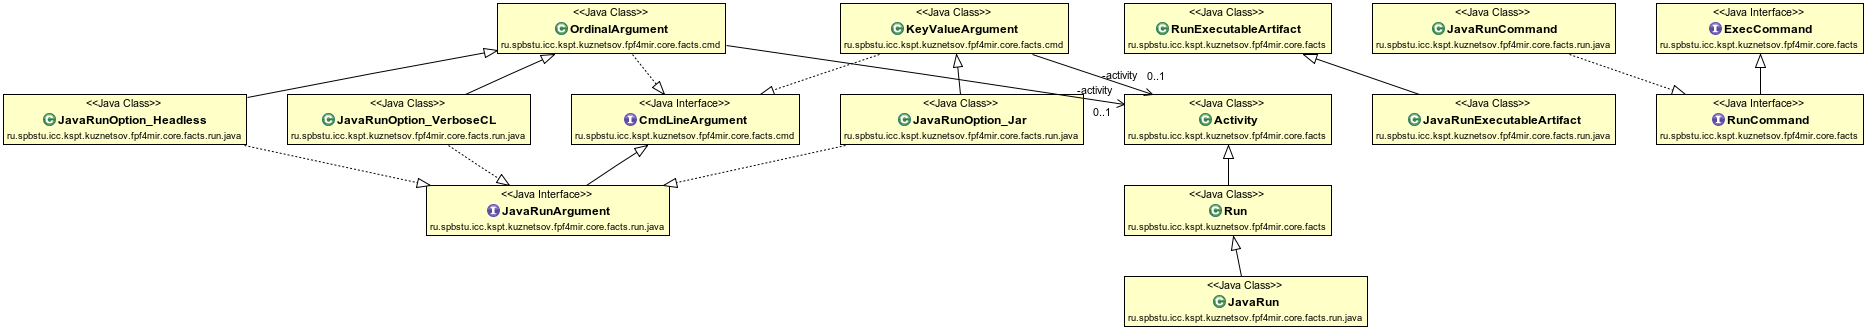 <<Java Class>>
OrdinalArgument
ru.spbstu.icc.kspt.kuznetsov.fpf4mir.core.facts.cmd
<<Java Class>>
KeyValueArgument
ru.spbstu.icc.kspt.kuznetsov.fpf4mir.core.facts.cmd
<<Java Class>>
RunExecutableArtifact
ru.spbstu.icc.kspt.kuznetsov.fpf4mir.core.facts
<<Java Class>>
JavaRunCommand
ru.spbstu.icc.kspt.kuznetsov.fpf4mir.core.facts.run.java
<<Java Interface>>
ExecCommand
ru.spbstu.icc.kspt.kuznetsov.fpf4mir.core.facts
-activity 0..1
-activity
0..1
<<Java Class>>
JavaRunOption_Headless
ru.spbstu.icc.kspt.kuznetsov.fpf4mir.core.facts.run.java
<<Java Class>>
JavaRunOption_VerboseCL
ru.spbstu.icc.kspt.kuznetsov.fpf4mir.core.facts.run.java
<<Java Interface>>
CmdLineArgument
ru.spbstu.icc.kspt.kuznetsov.fpf4mir.core.facts.cmd
<<Java Class>>
JavaRunOption_Jar
ru.spbstu.icc.kspt.kuznetsov.fpf4mir.core.facts.run.java
<<Java Class>>
Activity
ru.spbstu.icc.kspt.kuznetsov.fpf4mir.core.facts
<<Java Class>>
JavaRunExecutableArtifact
ru.spbstu.icc.kspt.kuznetsov.fpf4mir.core.facts.run.java
<<Java Interface>>
RunCommand
ru.spbstu.icc.kspt.kuznetsov.fpf4mir.core.facts
<<Java Interface>>
JavaRunArgument
ru.spbstu.icc.kspt.kuznetsov.fpf4mir.core.facts.run.java
<<Java Class>>
Run
ru.spbstu.icc.kspt.kuznetsov.fpf4mir.core.facts
<<Java Class>>
JavaRun
ru.spbstu.icc.kspt.kuznetsov.fpf4mir.core.facts.run.java